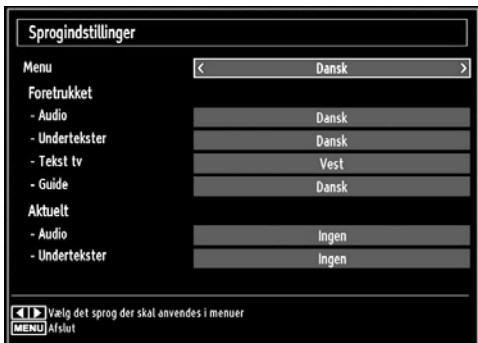 Sprogindstillinger
Menu < Dansk >
Foretrukket
- Audio Dansk
- Undertekster Dansk
- Tekst tv Vest
- Guide Dansk
Aktuelt
- Audio Ingen
- Undertekster Ingen
Vælg det sprog der skal anvendes i menuer
MENU Afslut